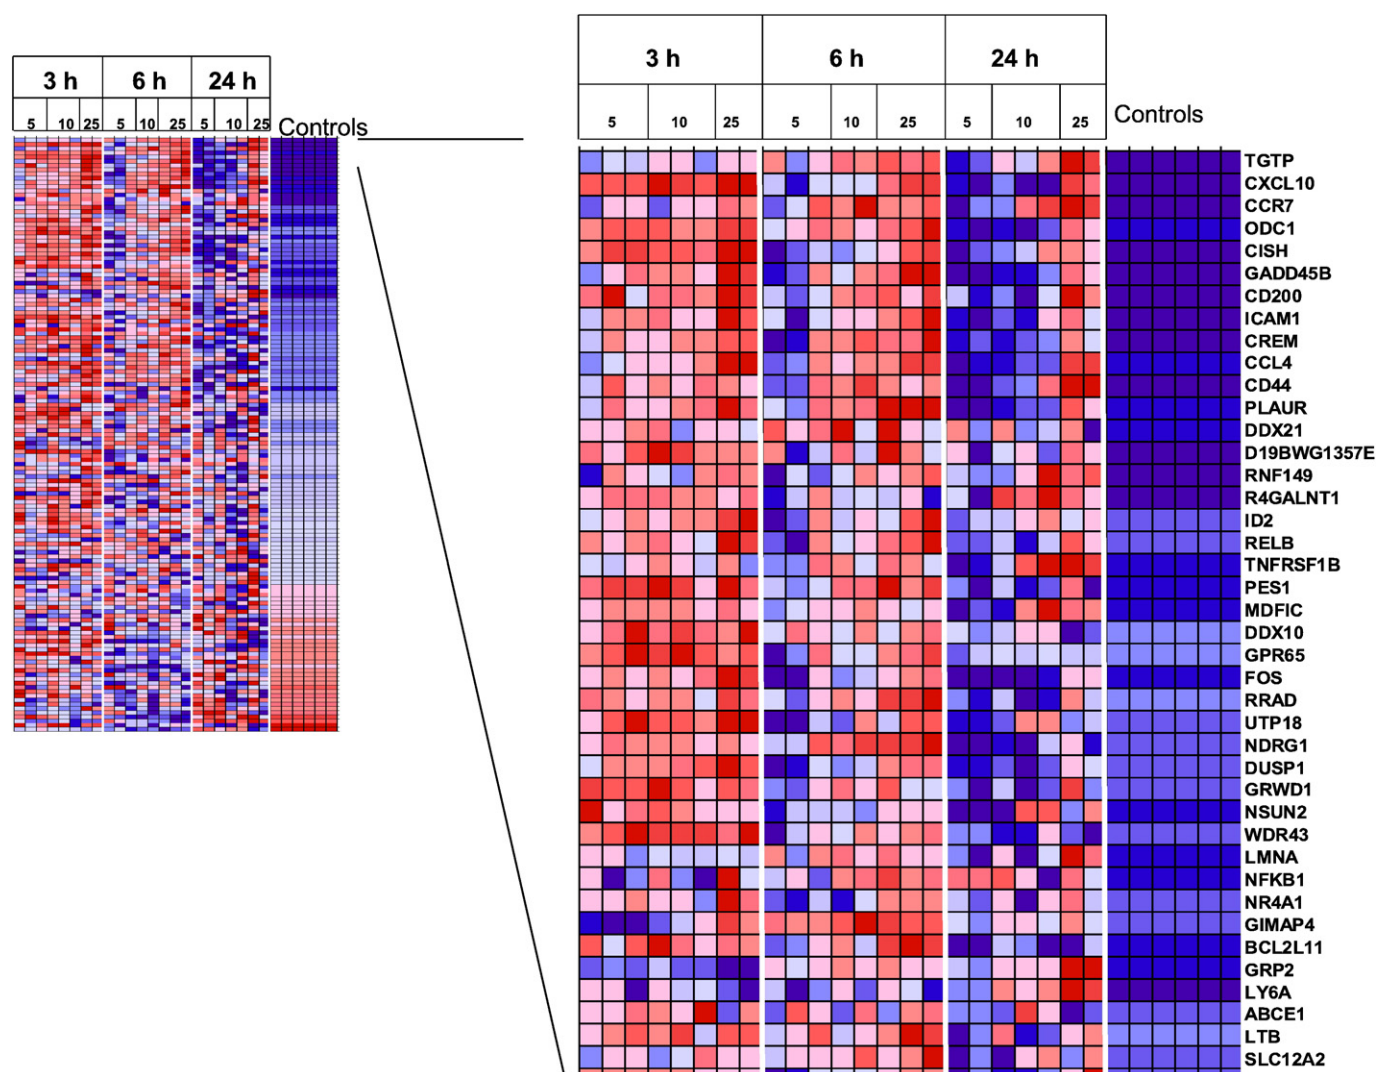 3 h 6 h 24 h
5 10 25 5 10 25 5 10 25
Controls
3 h 6 h 24 h
5 10 25 5 10 25 5 10 25
Controls
TGTP
CXCL10
CCR7
ODC1
CISH
GADD45B
CD200
ICAM1
CREM
CCL4
CD44
PLAUR
DDX21
D19BWG1357E
RNF149
R4GALNT1
ID2
RELB
TNFRSF1B
PES1
MDFIC
DDX10
GPR65
FOS
RRAD
UTP18
NDRG1
DUSP1
GRWD1
NSUN2
WDR43
LMNA
NFKB1
NR4A1
GIMAP4
BCL2L11
GRP2
LY6A
ABCE1
LTB
SLC12A2